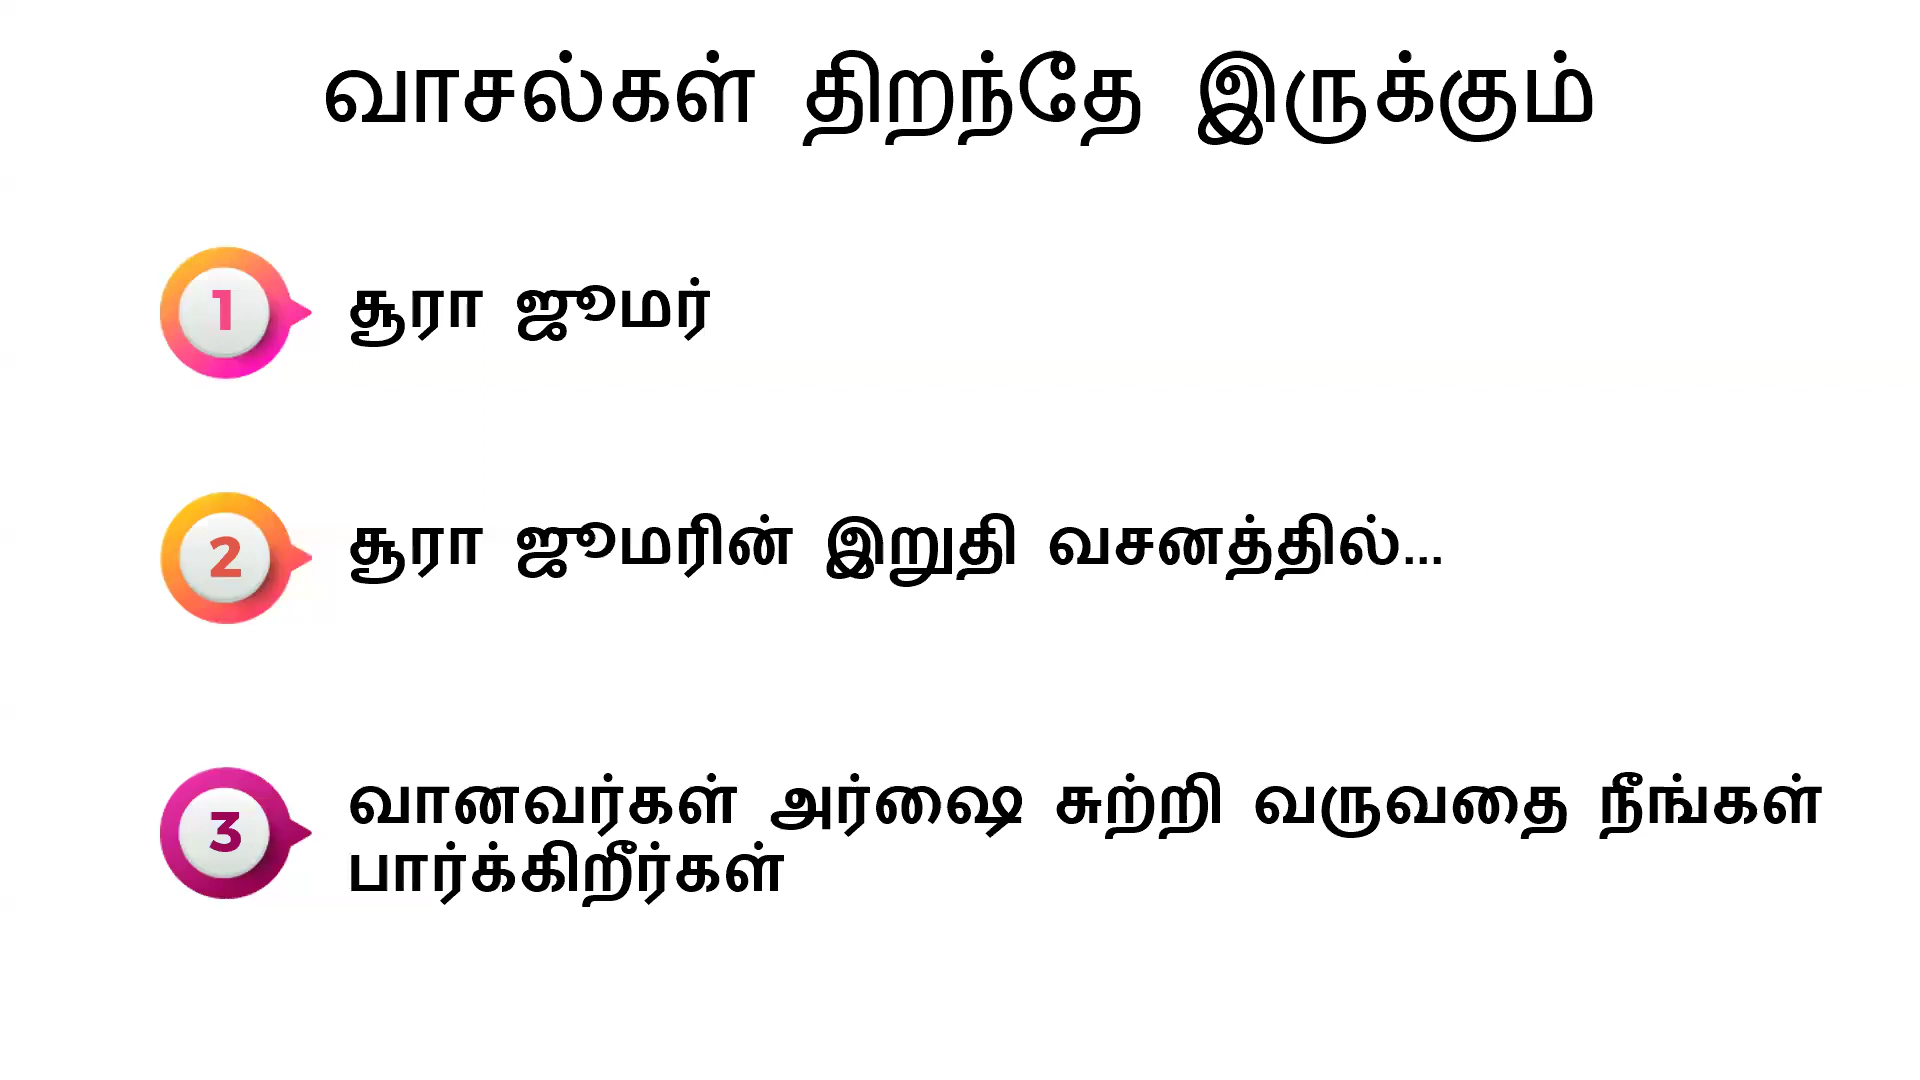 வாசல்கள் திறந்தே இருக்கும்
1 சூரா ஜூமர்
2 சூரா ஜூமரின் இறுதி வசனத்தில்...
3 வானவர்கள் அர்ஷை சுற்றி வருவதை நீங்கள்
பார்க்கிறீர்கள்